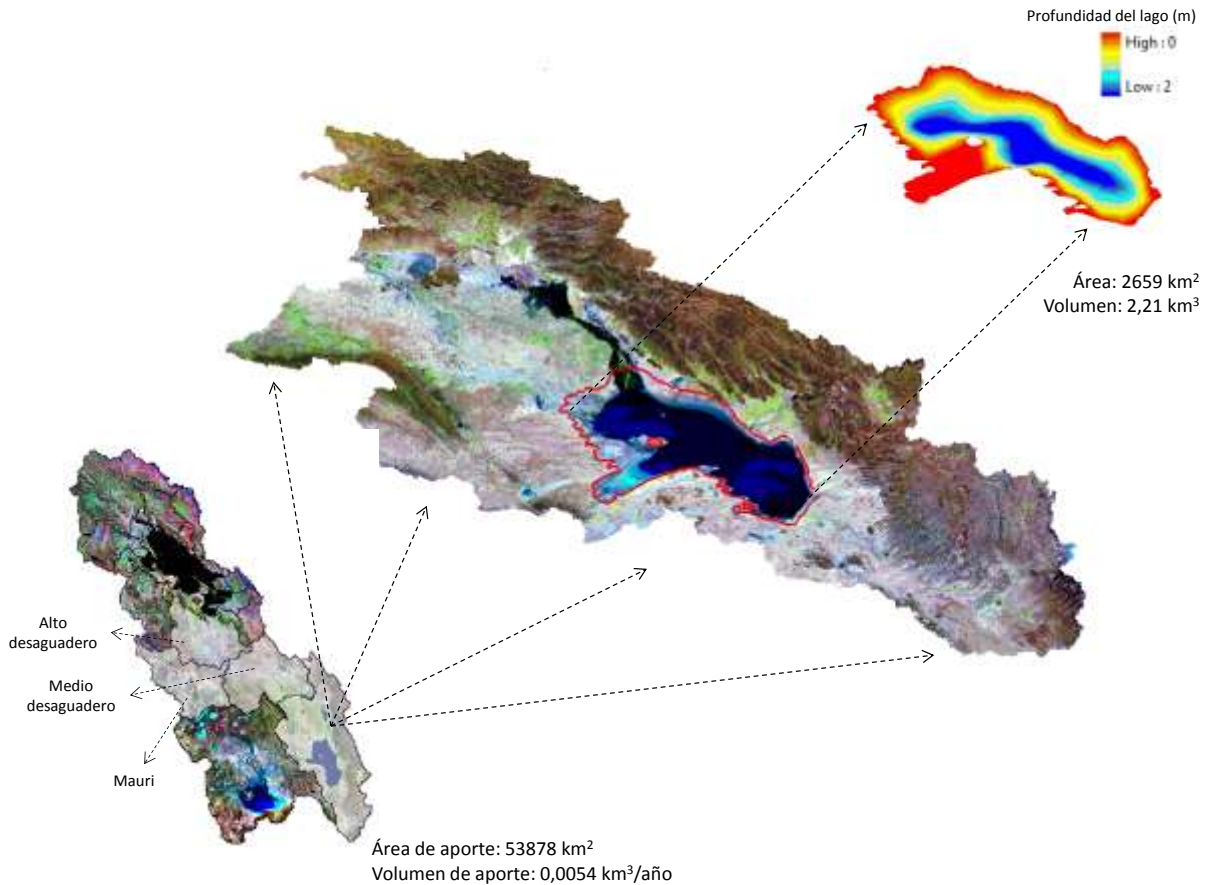 Profundidad del lago (m)
High : 0
Low : 2
Área: 2659 km²
Volumen: 2,21 km³
Alto
desaguadero
Medio
desaguadero
Mauri
Área de aporte: 53878 km²
Volumen de aporte: 0,0054 km³/año